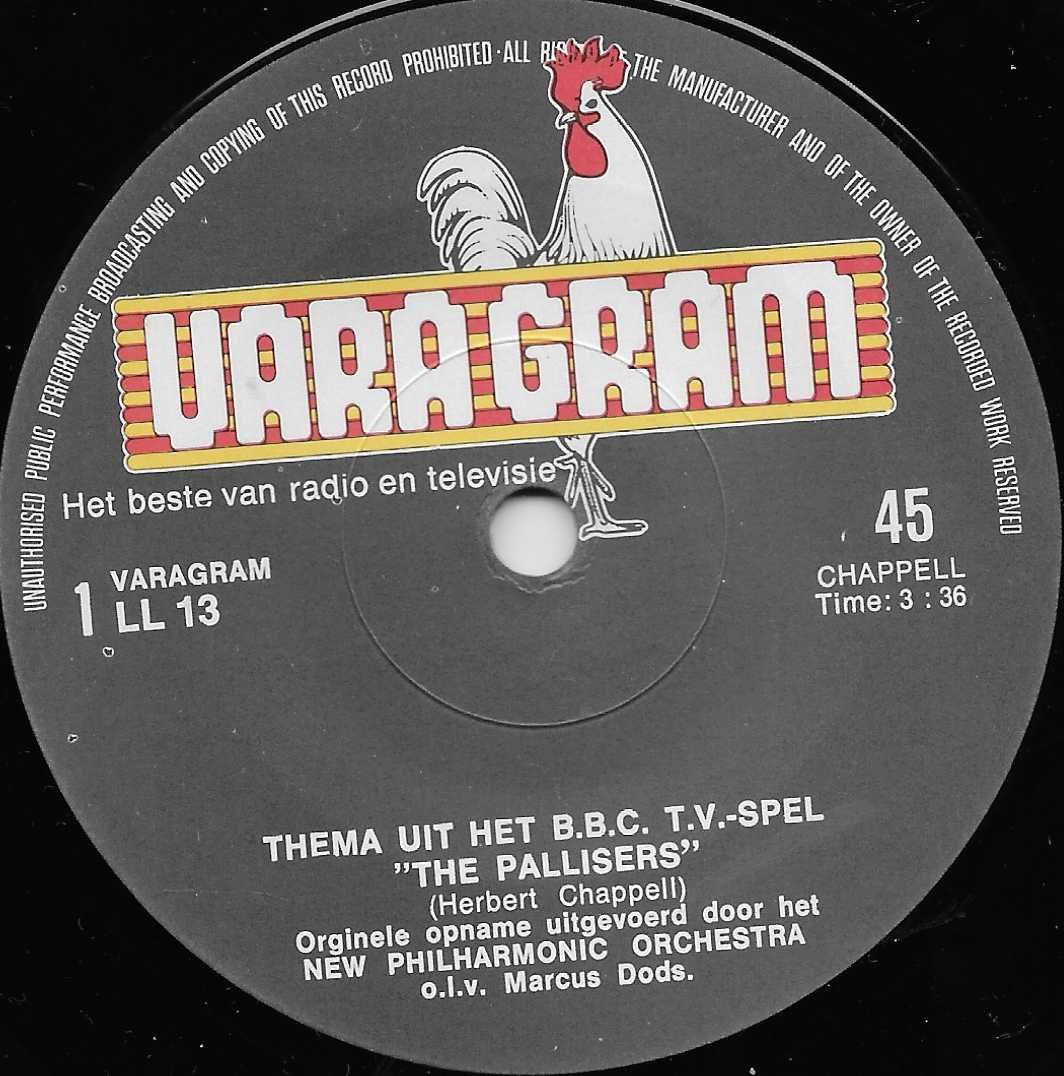 UNAUTHORISED PUBLIC PERFORMANCE BROADCASTING AND COPYING OF THIS RECORD PROHIBITED · ALL THE MANUFACTURER AND OF THE OWNER OF THE RECORDED WORK RESERVED
VARAGRAM
Het beste van radio en televisie
45
CHAPPELL
Time: 3 : 36
1 VARAGRAM
LL 13
THEMA UIT HET B.B.C. T.V.-SPEL
"THE PALLISERS"
(Herbert Chappell)
Orginele opname uitgevoerd door het
NEW PHILHARMONIC ORCHESTRA
o.l.v. Marcus Dods.